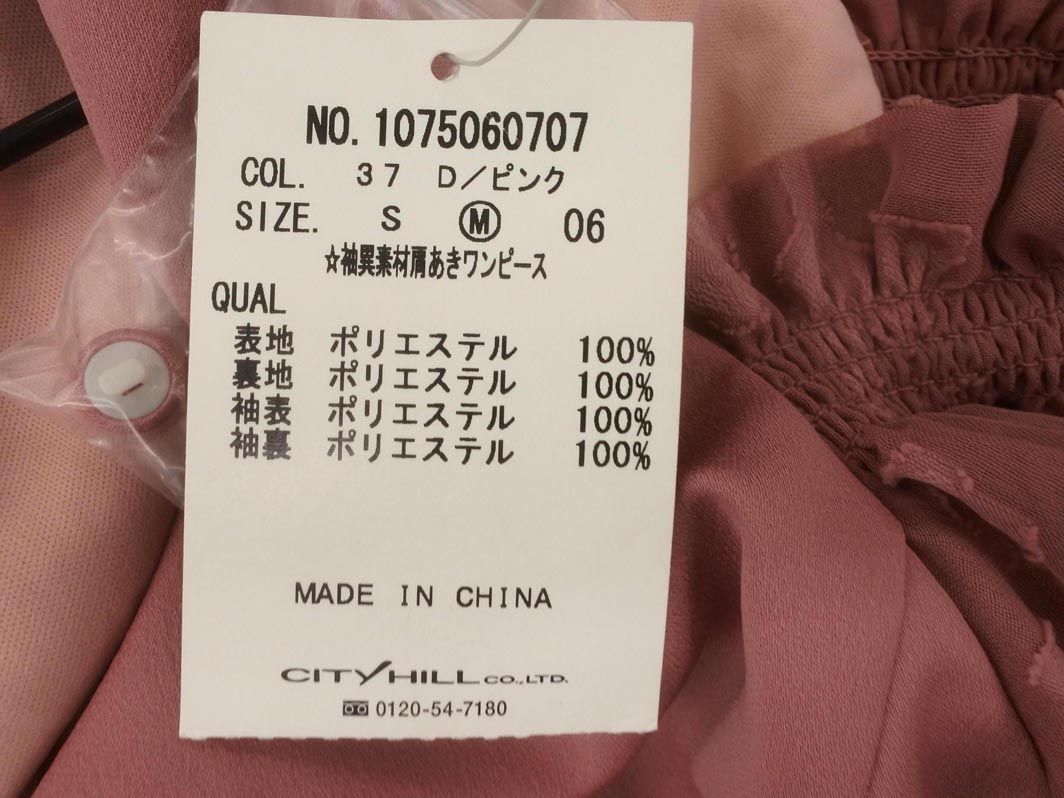 NO. 1075060707
COL. 37 D/ピンク
SIZE. S Ⓜ 06
☆袖異素材肩あきワンピース
QUAL
表地 ポリエステル 100%
裏地 ポリエステル 100%
袖表 ポリエステル 100%
袖裏 ポリエステル 100%
MADE IN CHINA
CITY HILL CO.,LTD.
0120-54-7180